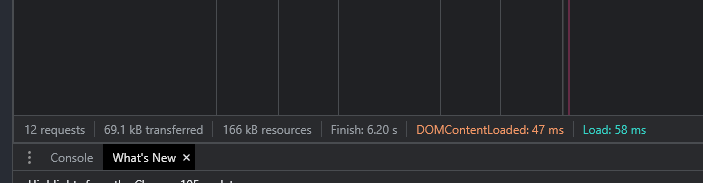 12 requests 69.1 kB transferred 166 kB resources Finish: 6.20 s DOMContentLoaded: 47 ms Load: 58 ms
Console What's New ×